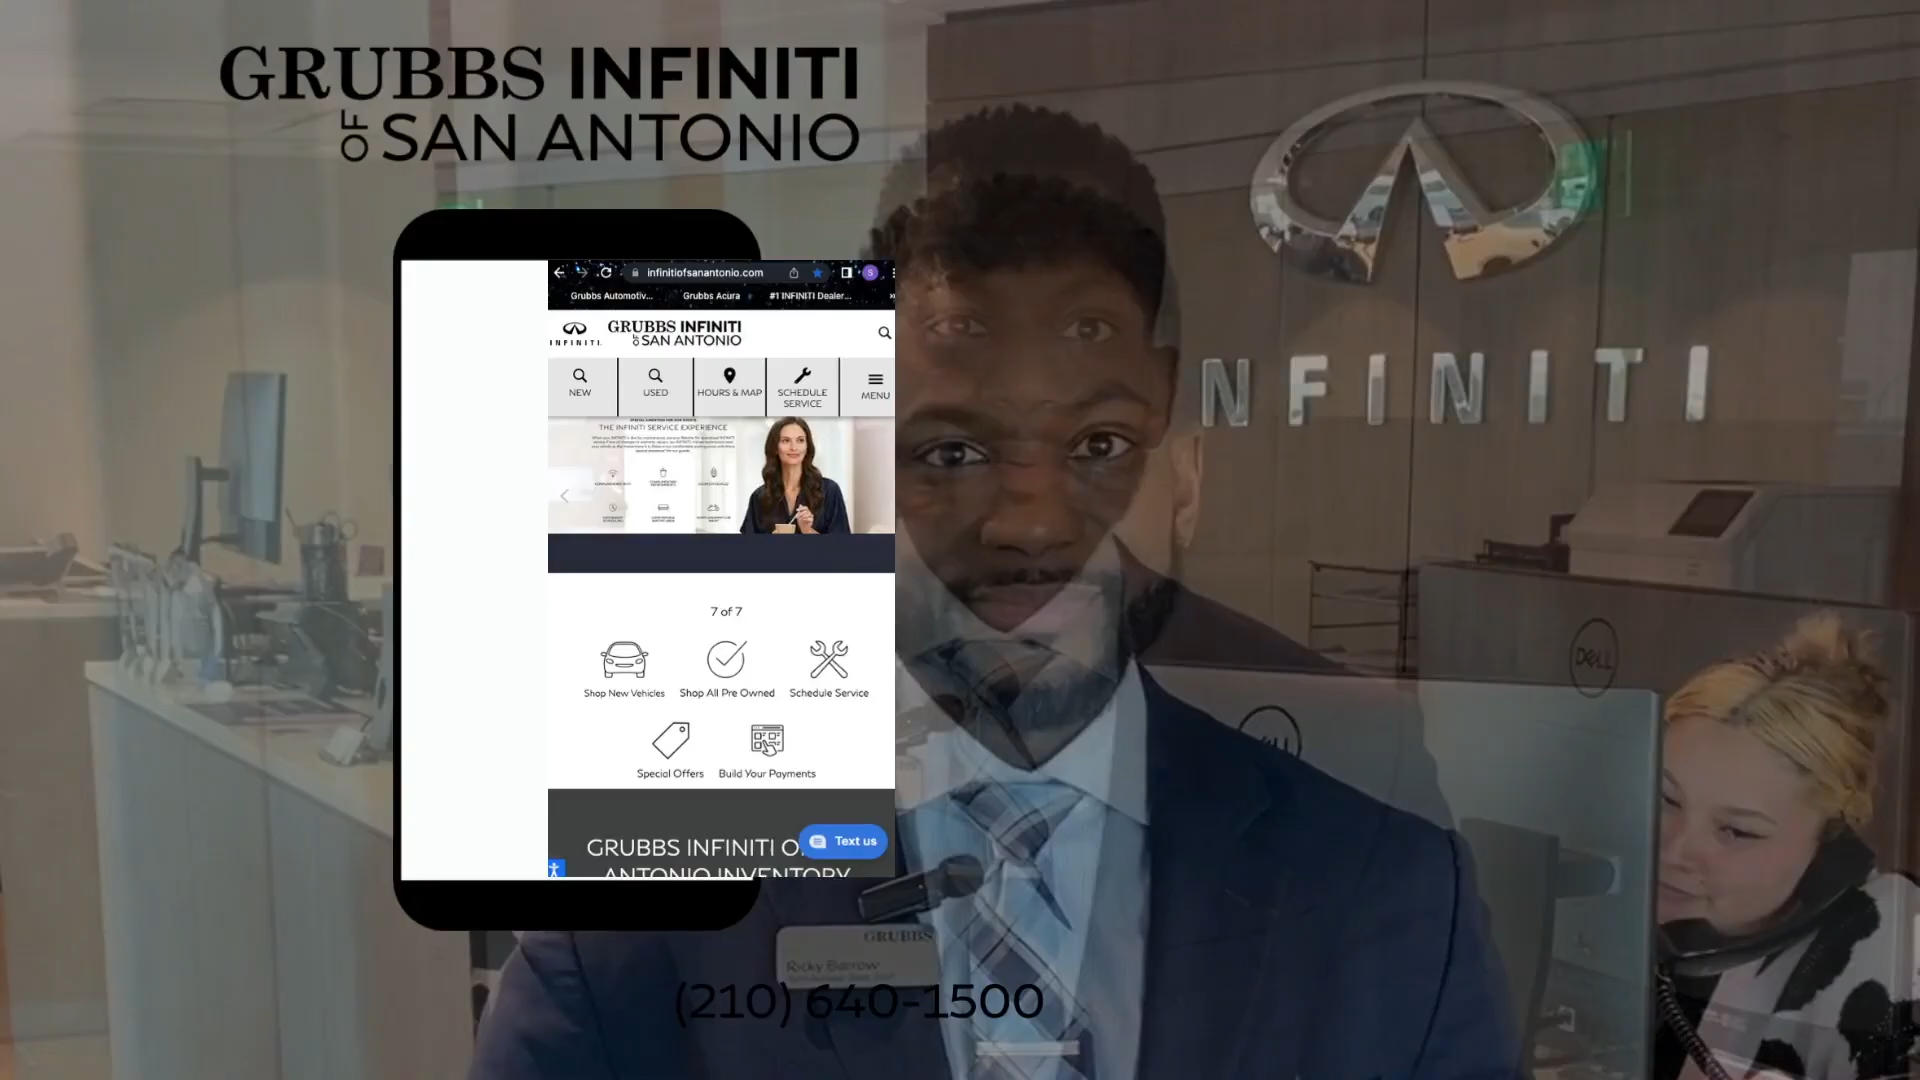 GRUBBS INFINITI
OF SAN ANTONIO
infinitiofsanantonio.com
S
Grubbs Automotiv... Grubbs Acura #1 INFINITI Dealer...
INFINITI
GRUBBS INFINITI
OF SAN ANTONIO
NEW USED HOURS & MAP SCHEDULE SERVICE MENU
THE INFINITI SERVICE EXPERIENCE
7 of 7
Shop New Vehicles Shop All Pre Owned Schedule Service
Special Offers Build Your Payments
GRUBBS INFINITI O
Text us
ANTONIO INVENTORY
NFINITI
DELL
GRUBBS
Ricky Barrow
(210) 640-1500